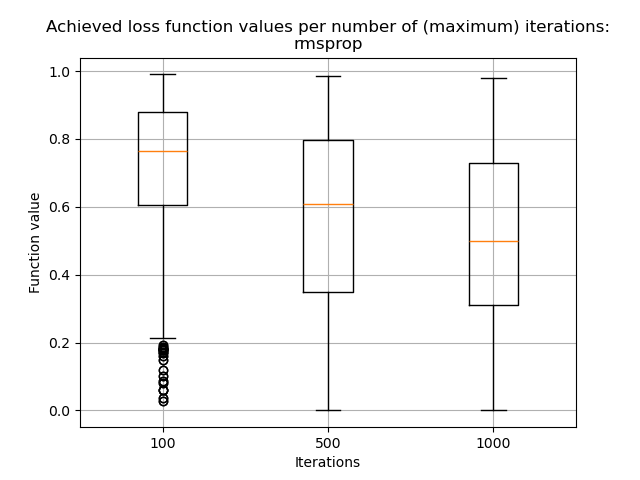 Achieved loss function values per number of (maximum) iterations:
rmsprop
1.0
0.8
0.6
0.4
0.2
0.0
Function value
100 500 1000
Iterations